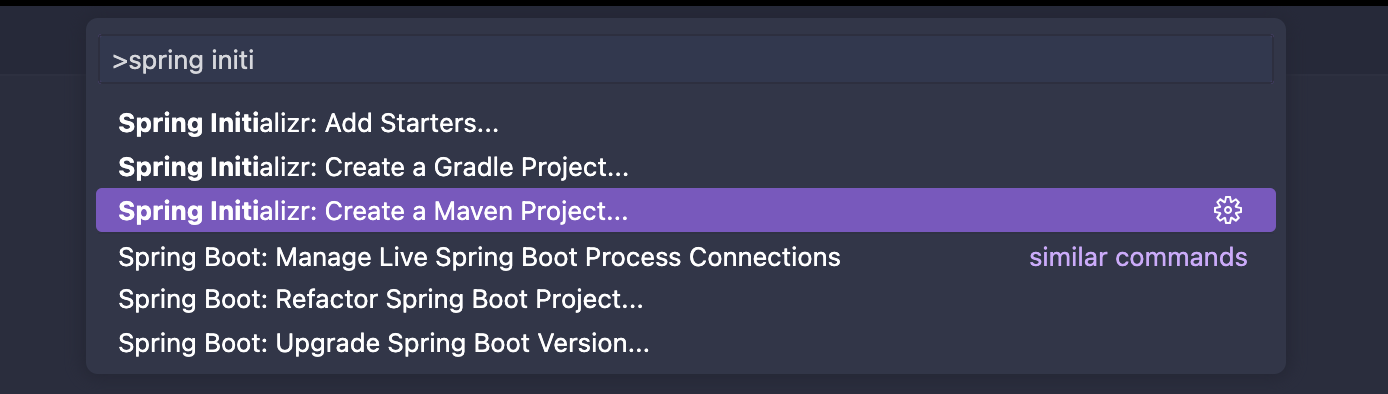 >spring initi
Spring Initializr: Add Starters...
Spring Initializr: Create a Gradle Project...
Spring Initializr: Create a Maven Project...
Spring Boot: Manage Live Spring Boot Process Connections similar commands
Spring Boot: Refactor Spring Boot Project...
Spring Boot: Upgrade Spring Boot Version...